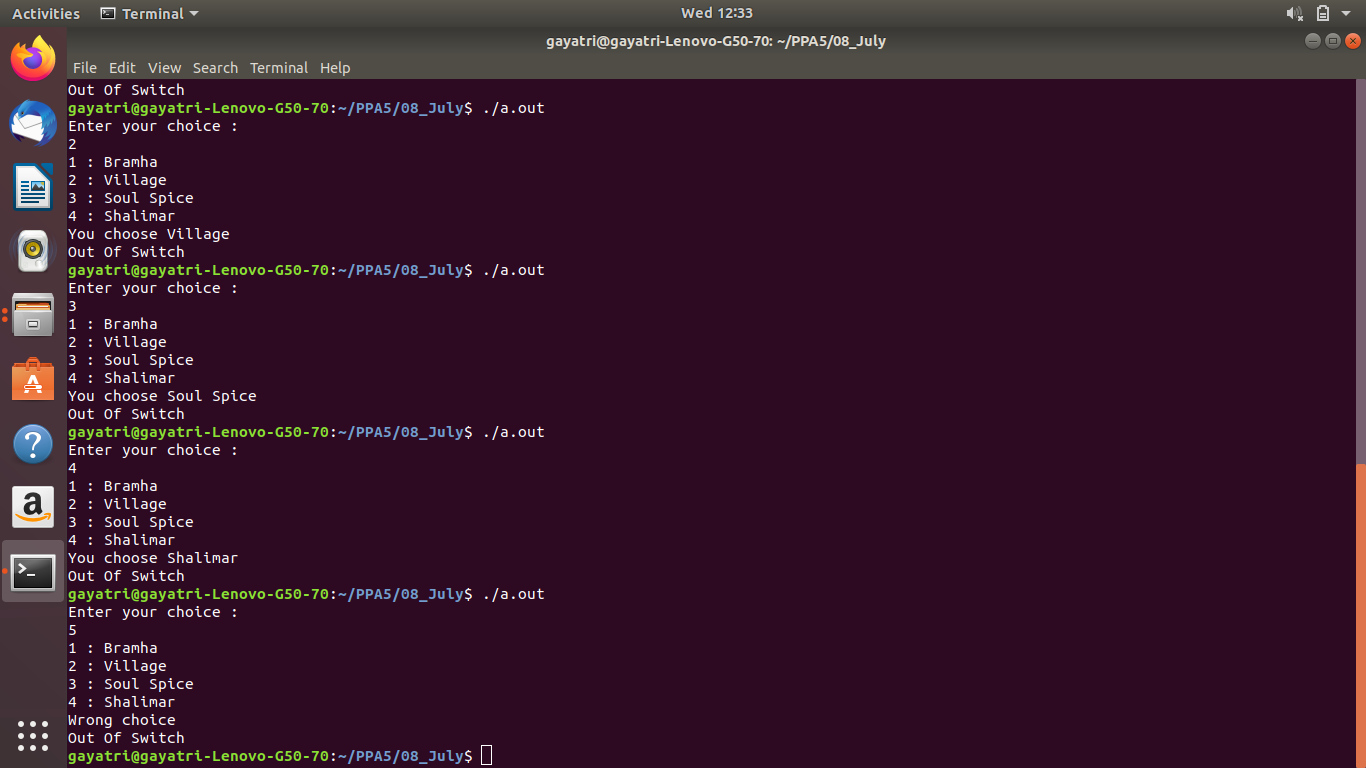 Activities Terminal Wed 12:33
gayatri@gayatri-Lenovo-G50-70: ~/PPA5/08_July
File Edit View Search Terminal Help
Out Of Switch
gayatri@gayatri-Lenovo-G50-70:~/PPA5/08_July$ ./a.out
Enter your choice :
2
1 : Bramha
2 : Village
3 : Soul Spice
4 : Shalimar
You choose Village
Out Of Switch
gayatri@gayatri-Lenovo-G50-70:~/PPA5/08_July$ ./a.out
Enter your choice :
3
1 : Bramha
2 : Village
3 : Soul Spice
4 : Shalimar
You choose Soul Spice
Out Of Switch
gayatri@gayatri-Lenovo-G50-70:~/PPA5/08_July$ ./a.out
Enter your choice :
4
1 : Bramha
2 : Village
3 : Soul Spice
4 : Shalimar
You choose Shalimar
Out Of Switch
gayatri@gayatri-Lenovo-G50-70:~/PPA5/08_July$ ./a.out
Enter your choice :
5
1 : Bramha
2 : Village
3 : Soul Spice
4 : Shalimar
Wrong choice
Out Of Switch
gayatri@gayatri-Lenovo-G50-70:~/PPA5/08_July$